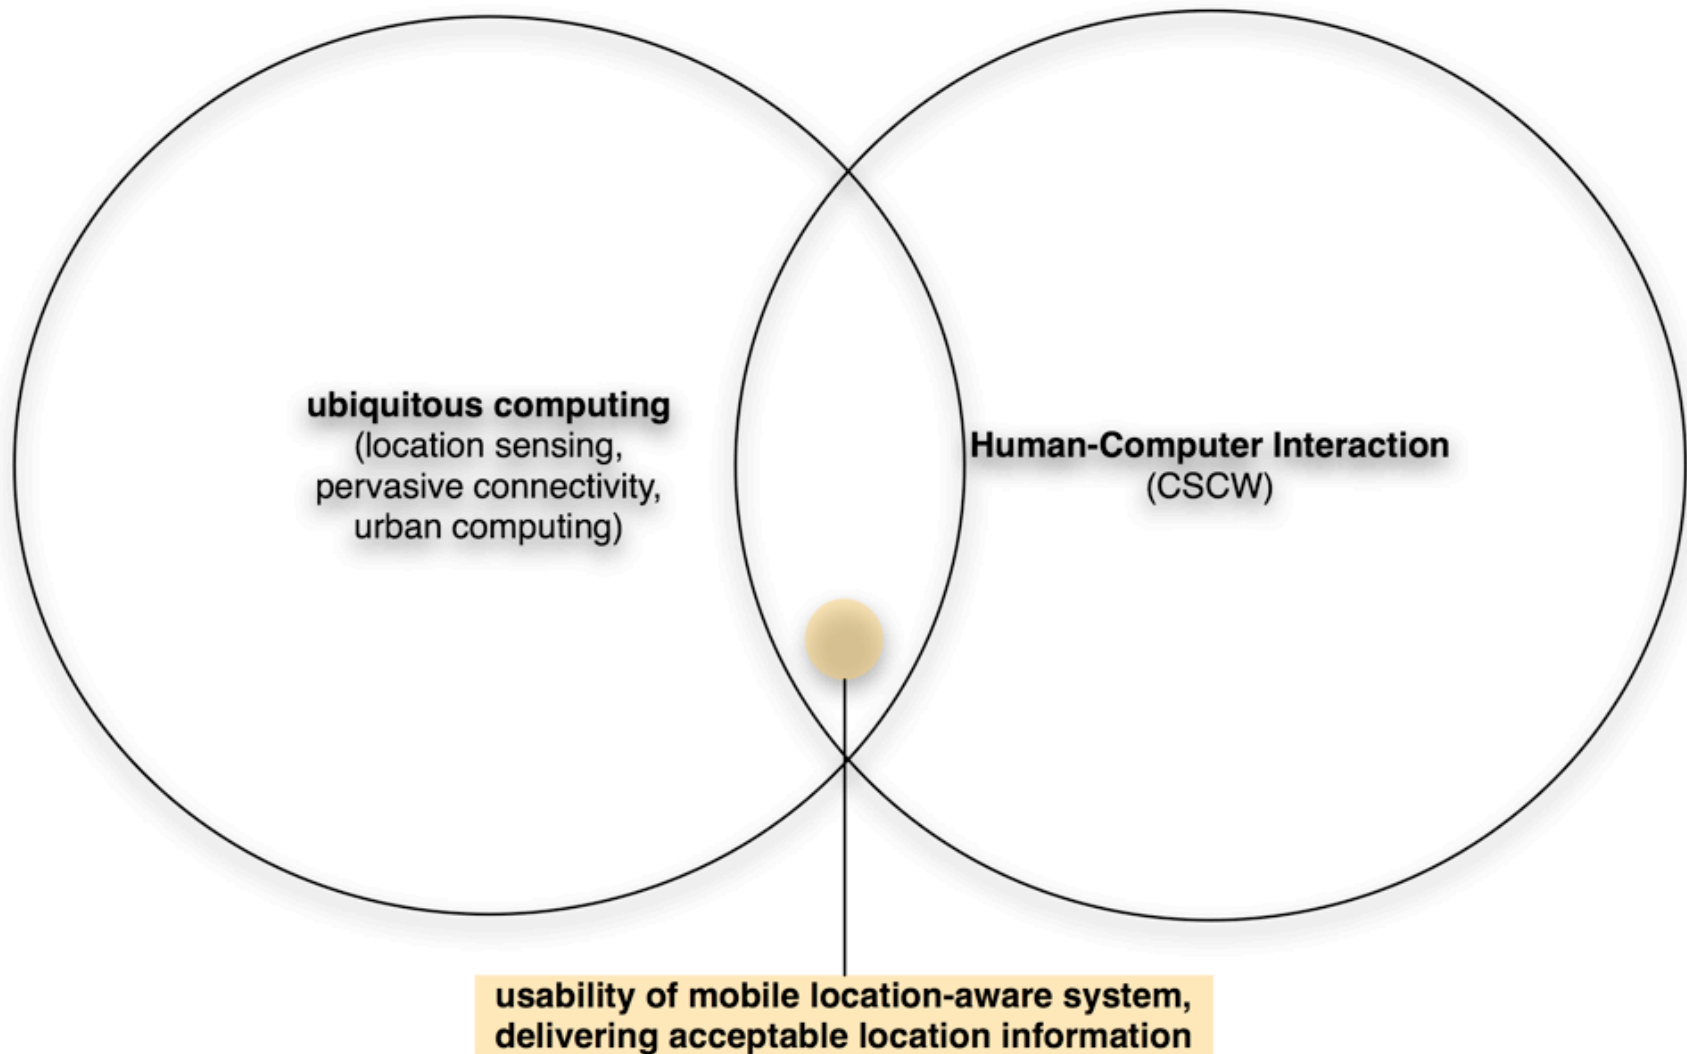 ubiquitous computing
(location sensing,
pervasive connectivity,
urban computing)
Human-Computer Interaction
(CSCW)
usability of mobile location-aware system,
delivering acceptable location information